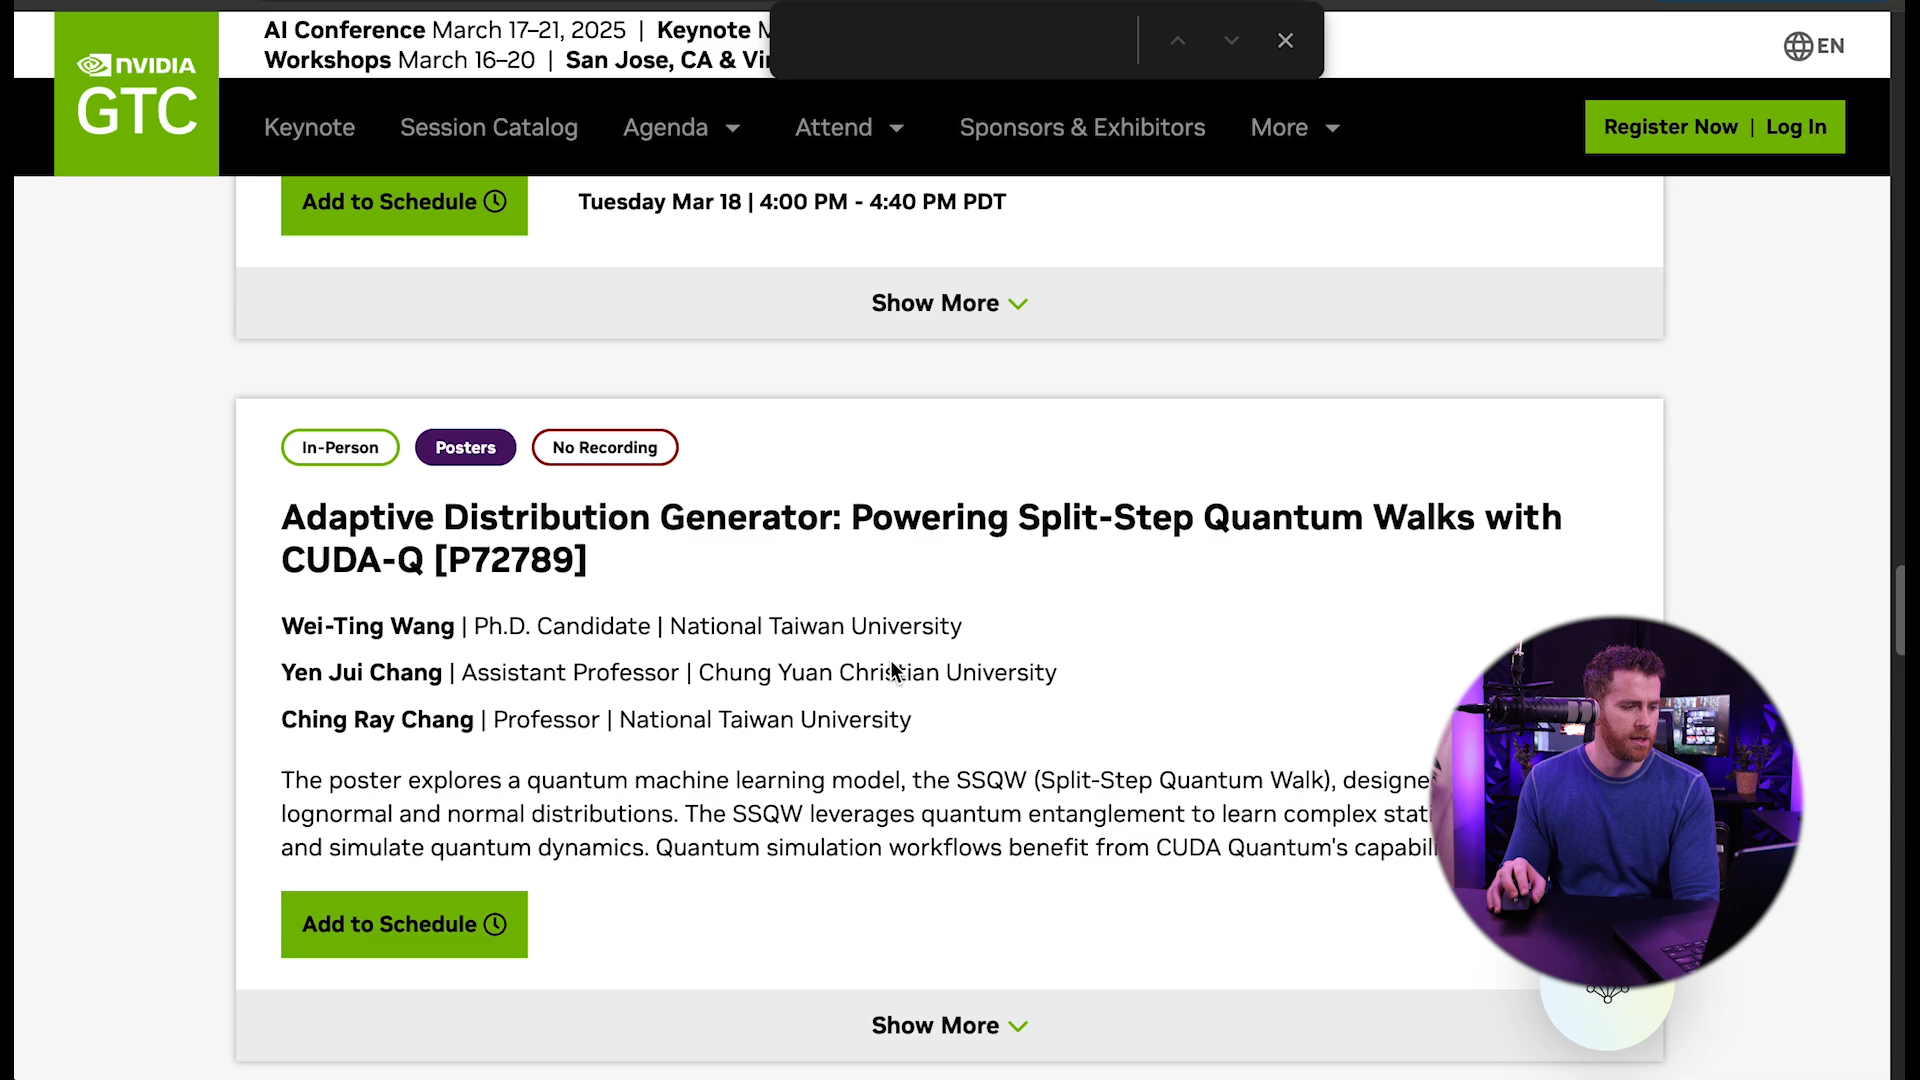 AI Conference March 17–21, 2025 | Keynote
Workshops March 16–20 | San Jose, CA &
EN
NVIDIA
GTC
Keynote Session Catalog Agenda Attend Sponsors & Exhibitors More Register Now | Log In
Add to Schedule Tuesday Mar 18 | 4:00 PM - 4:40 PM PDT
Show More
In-Person Posters No Recording
Adaptive Distribution Generator: Powering Split-Step Quantum Walks with
CUDA-Q [P72789]
Wei-Ting Wang | Ph.D. Candidate | National Taiwan University
Yen Jui Chang | Assistant Professor | Chung Yuan Christian University
Ching Ray Chang | Professor | National Taiwan University
The poster explores a quantum machine learning model, the SSQW (Split-Step Quantum Walk),
lognormal and normal distributions. The SSQW leverages quantum entanglement to learn complex
and simulate quantum dynamics. Quantum simulation workflows benefit from CUDA Quantum's
Add to Schedule
Show More